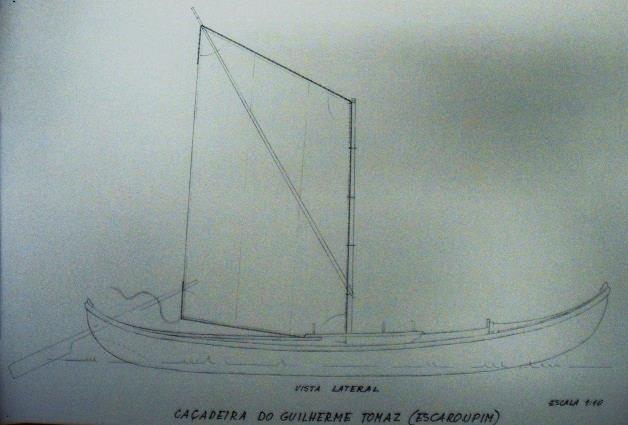 VISTA LATERAL
ESCALA 1:10
CAÇADEIRA DO GUILHERME TOMAZ (ESCAROUPIM)